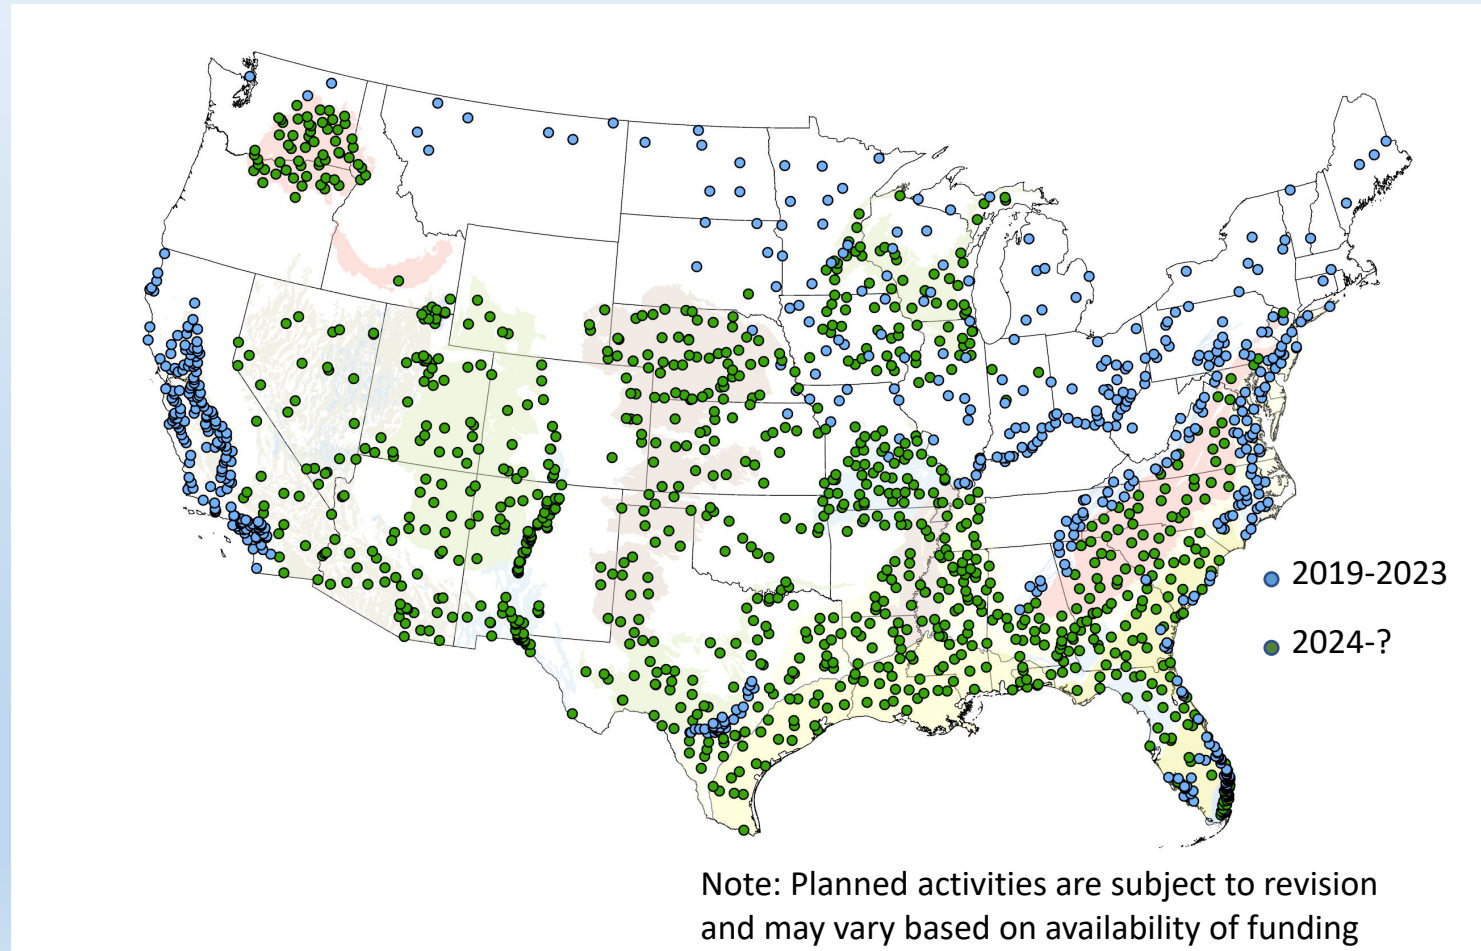 2019-2023
2024-?
Note: Planned activities are subject to revision
and may vary based on availability of funding